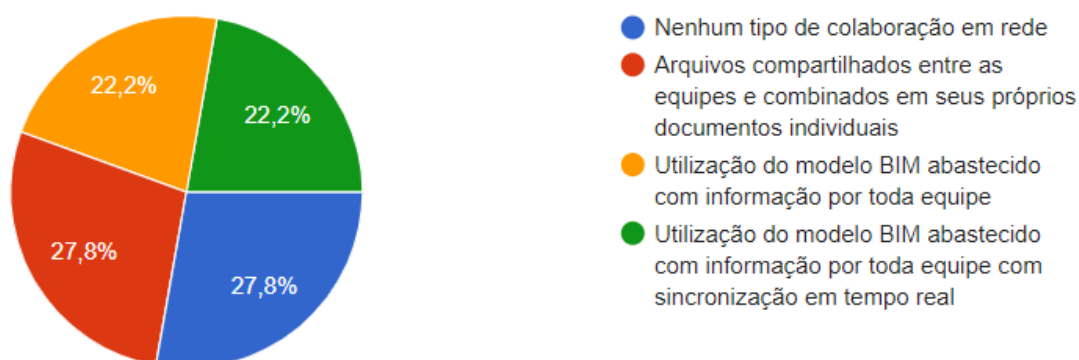 22,2%
22,2%
27,8%
27,8%
Nenhum tipo de colaboração em rede
Arquivos compartilhados entre as
equipes e combinados em seus próprios
documentos individuais
Utilização do modelo BIM abastecido
com informação por toda equipe
Utilização do modelo BIM abastecido
com informação por toda equipe com
sincronização em tempo real